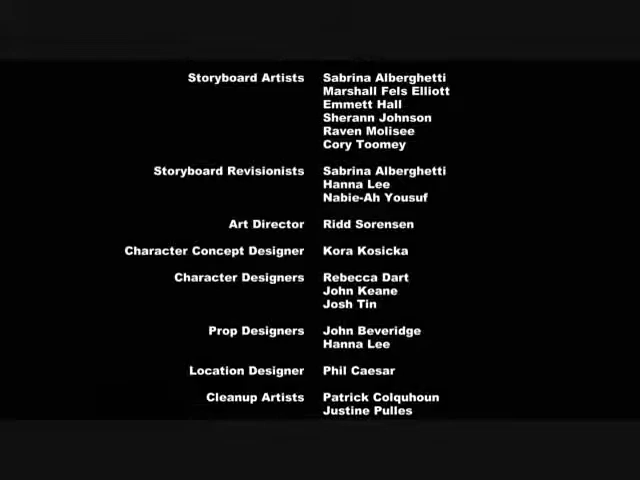 Storyboard Artists Sabrina Alberghetti
Marshall Fels Elliott
Emmett Hall
Sherann Johnson
Raven Molisee
Cory Toomey
Storyboard Revisionists Sabrina Alberghetti
Hanna Lee
Nabie-Ah Yousuf
Art Director Ridd Sorensen
Character Concept Designer Kora Kosicka
Character Designers Rebecca Dart
John Keane
Josh Tin
Prop Designers John Beveridge
Hanna Lee
Location Designer Phil Caesar
Cleanup Artists Patrick Colquhoun
Justine Pulles